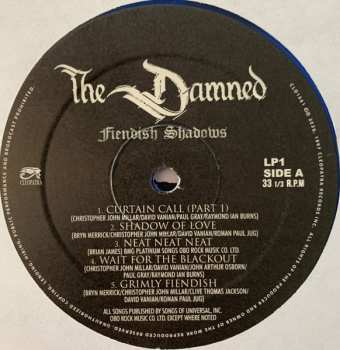 The Damned
Fiendish Shadows
CLEOPATRA
LP1
SIDE A
33 1/3 R.P.M
1. CURTAIN CALL (PART 1)
(CHRISTOPHER JOHN MILLAR/DAVID VANIAN/PAUL GRAY/RAYMOND IAN BURNS)
2. SHADOW OF LOVE
(BRYN MERRICK/CHRISTOPHER JOHN MILLAR/DAVID VANIAN/ROMAN PAUL JUG)
3. NEAT NEAT NEAT
(BRIAN JAMES) BMG PLATINUM SONGS OBO ROCK MUSIC CO. LTD.
4. WAIT FOR THE BLACKOUT
(CHRISTOPHER JOHN MILLAR/DAVID VANIAN/JOHN ARTHUR OSBORN/
PAUL GRAY/RAYMOND IAN BURNS)
5. GRIMLY FIENDISH
(BRYN MERRICK/CHRISTOPHER JOHN MILLAR/CLIVE THOMAS JACKSON/
DAVID VANIAN/ROMAN PAUL JUG)
ALL SONGS PUBLISHED BY SONGS OF UNIVERSAL, INC.
OBO ROCK MUSIC CO. LTD. EXCEPT WHERE NOTED